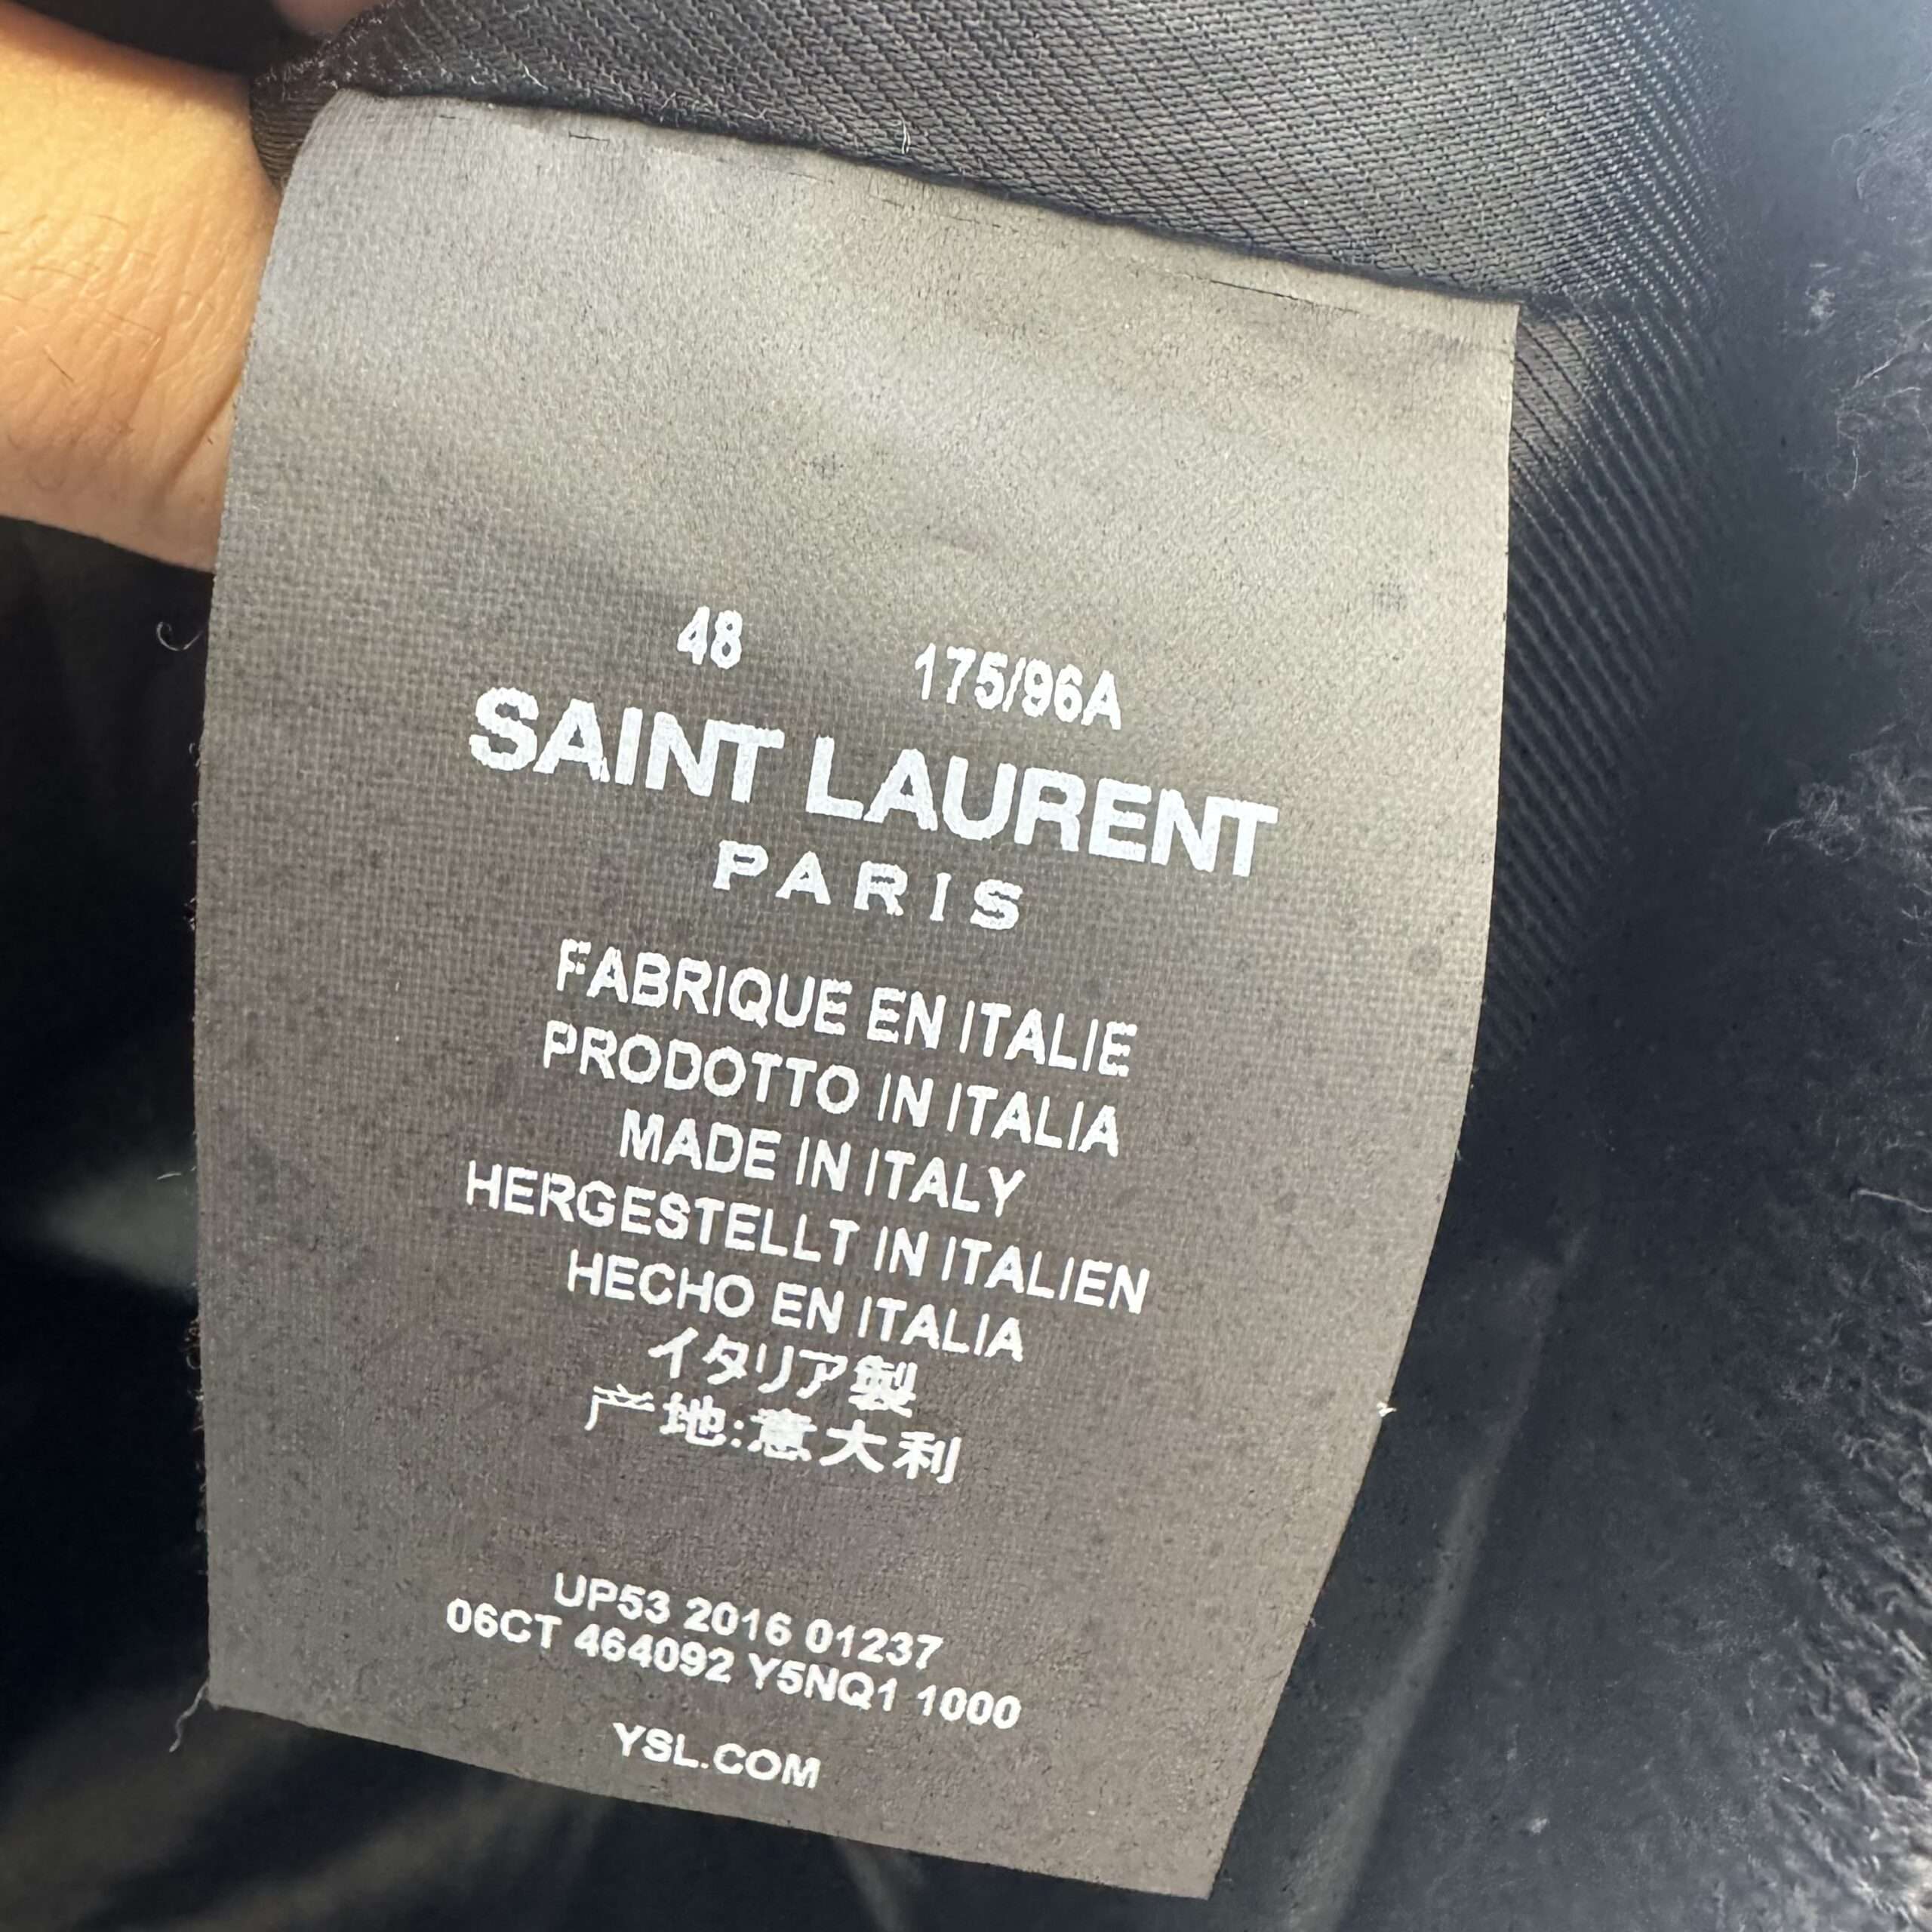 48 175/96A
SAINT LAURENT
PARIS
FABRIQUE EN ITALIE
PRODOTTO IN ITALIA
MADE IN ITALY
HERGESTELLT IN ITALIEN
HECHO EN ITALIA
イタリア製
产地:意大利
UP53 2016 01237
06CT 464092 Y5NQ1 1000
YSL.COM